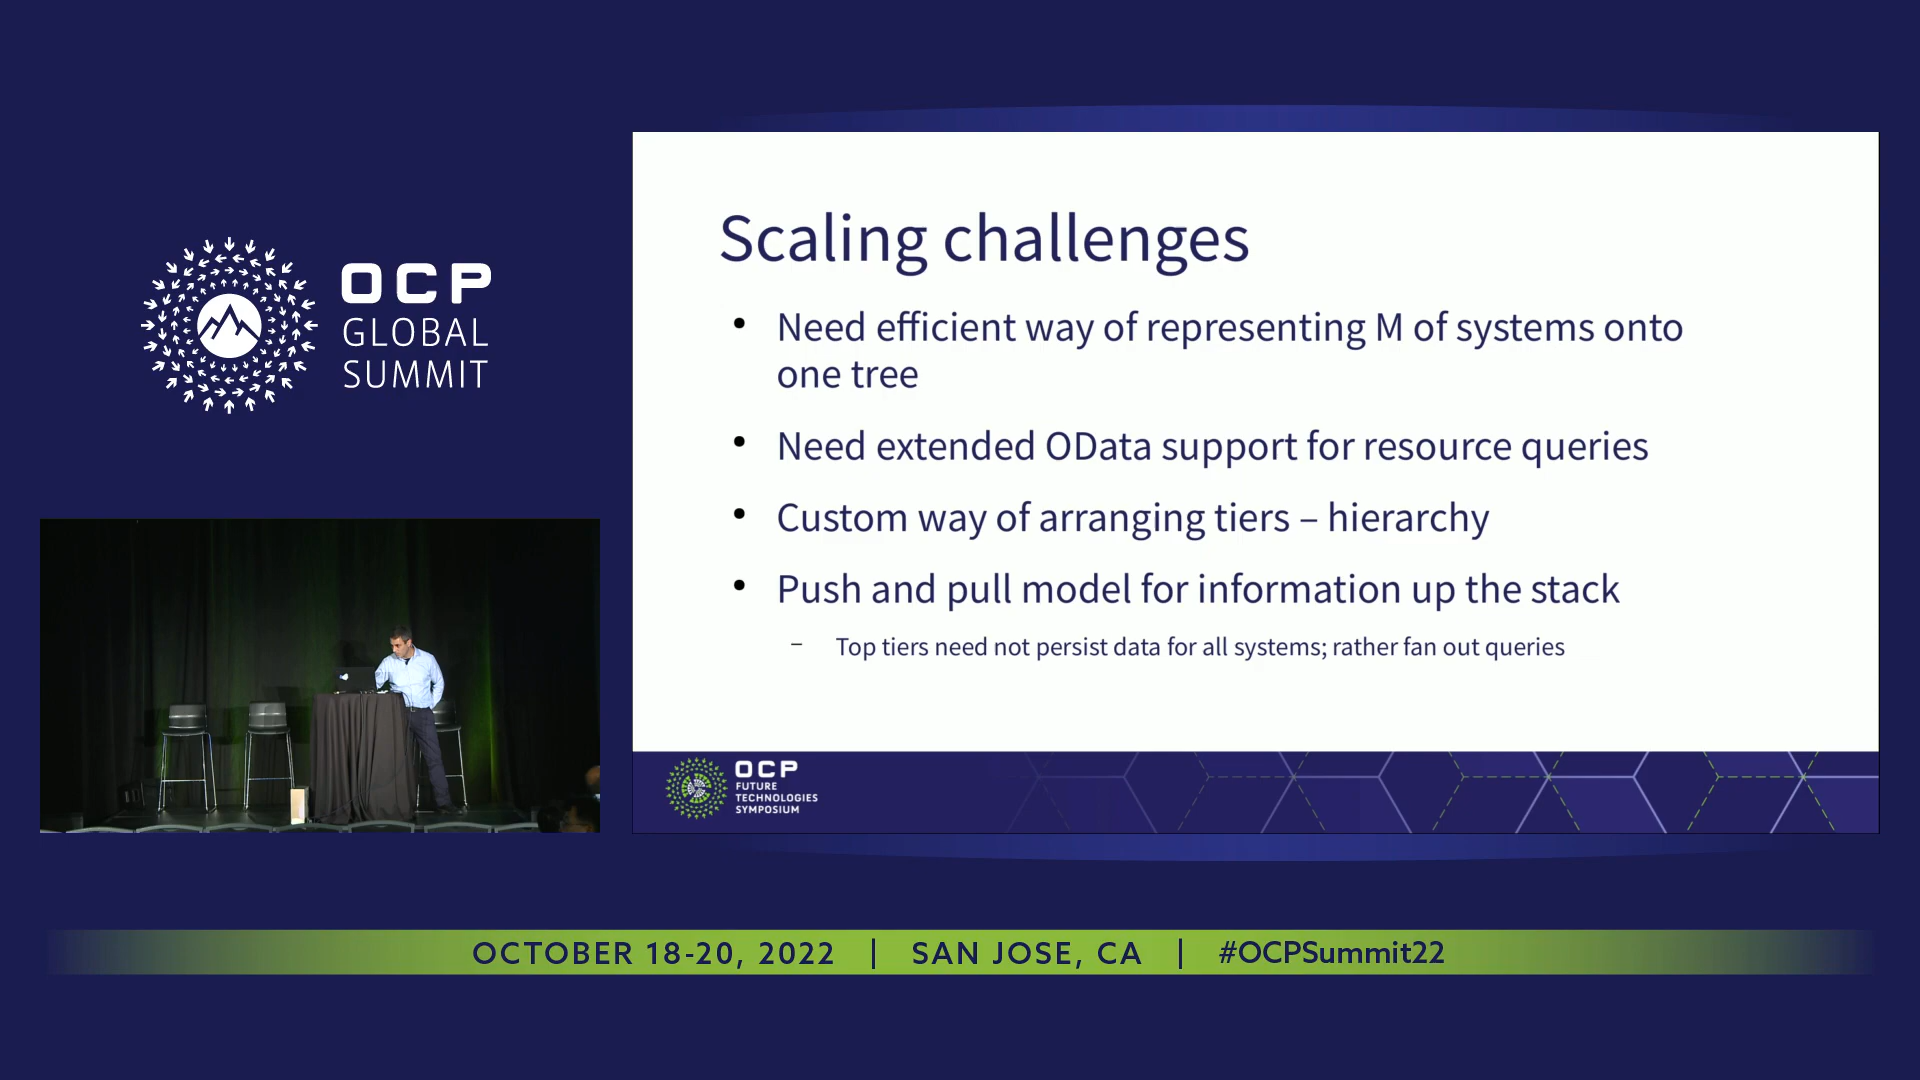 OCP
GLOBAL
SUMMIT
Scaling challenges
• Need efficient way of representing M of systems onto
one tree
• Need extended OData support for resource queries
• Custom way of arranging tiers – hierarchy
• Push and pull model for information up the stack
– Top tiers need not persist data for all systems; rather fan out queries
OCP
FUTURE
TECHNOLOGIES
SYMPOSIUM
OCTOBER 18-20, 2022 | SAN JOSE, CA | #OCPSummit22